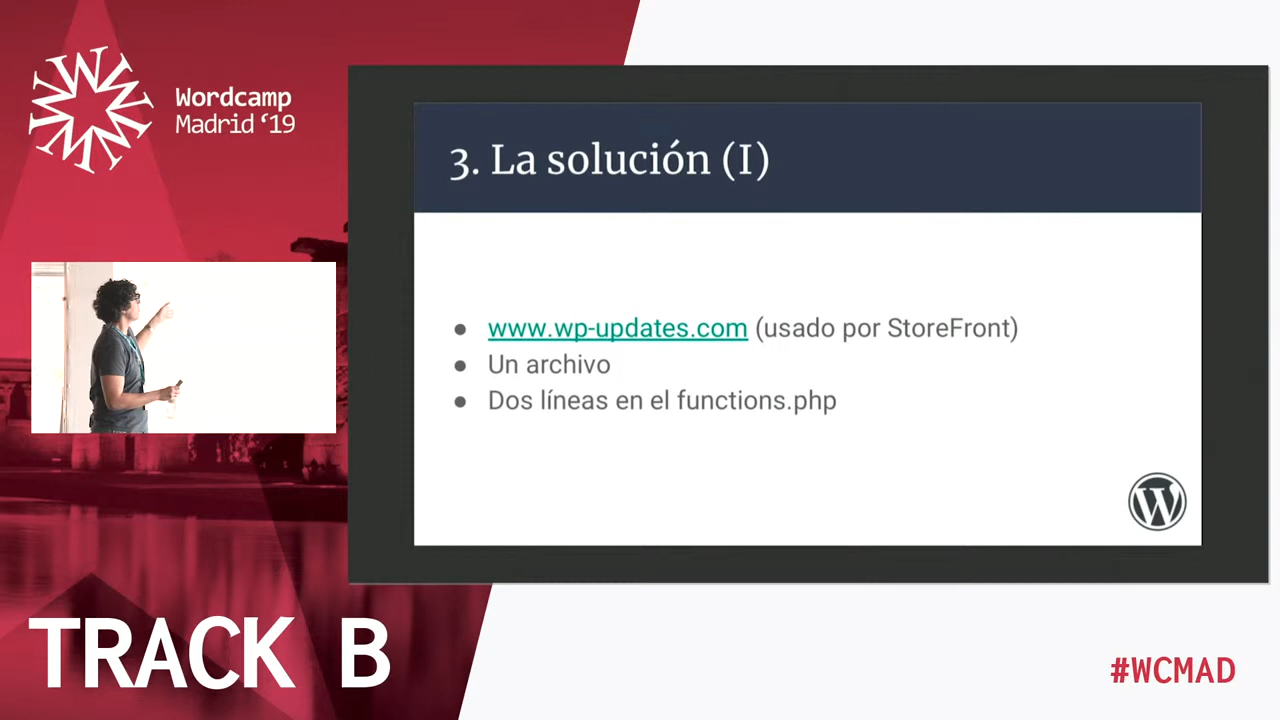 Wordcamp
Madrid ‘19
3. La solución (I)
● www.wp-updates.com (usado por StoreFront)
● Un archivo
● Dos líneas en el functions.php
TRACK B
#WCMAD